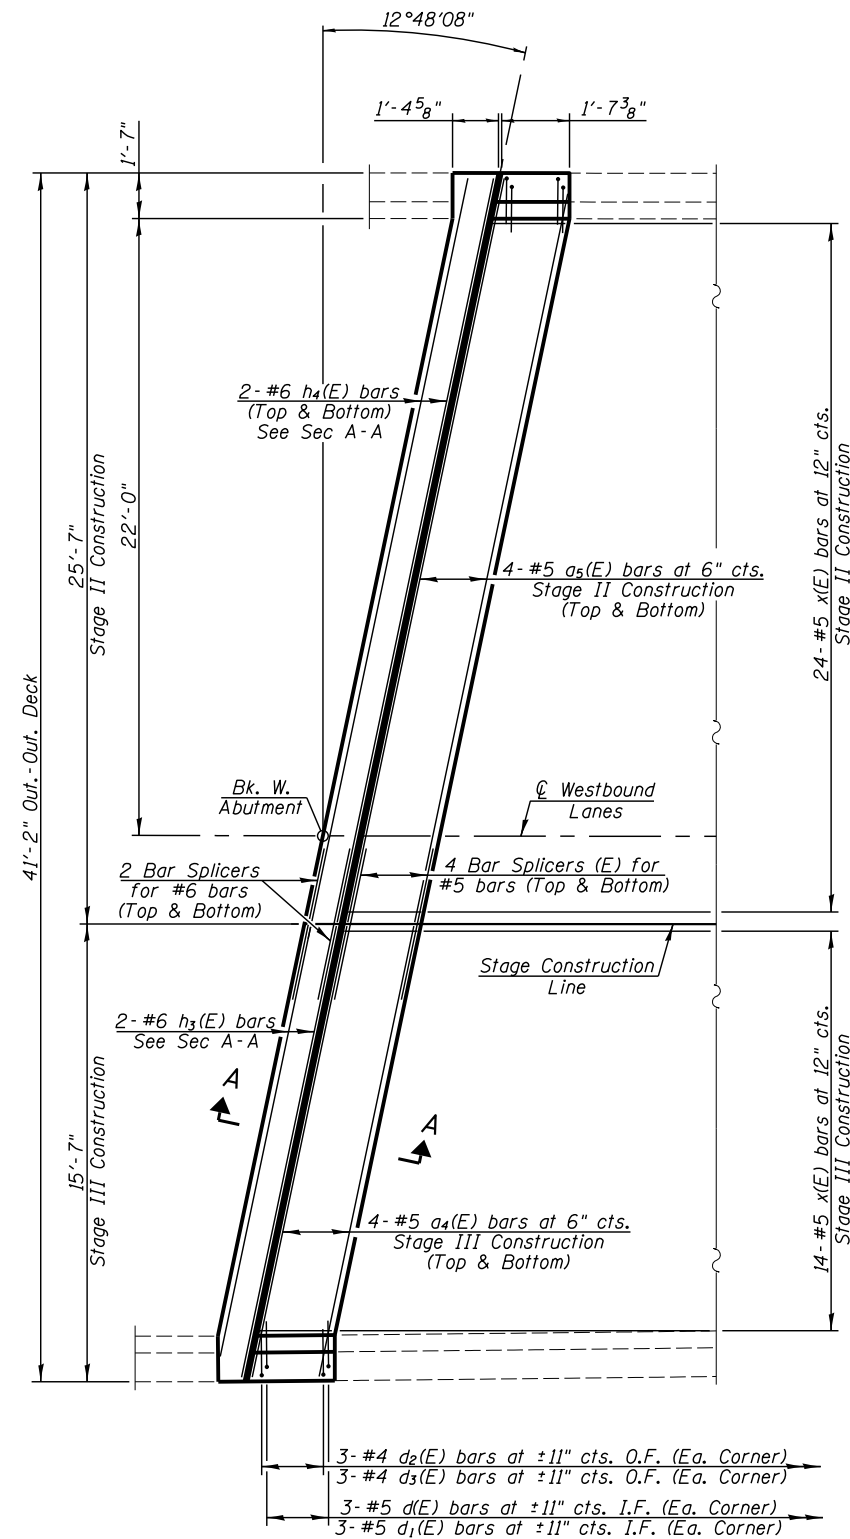 12°48'08"
1'-4 5/8"
1'-7 3/8"
1'-7"
2-#6 h4(E) bars
(Top & Bottom)
See Sec A-A
25'-7"
Stage II Construction
22'-0"
24-#5 x(E) bars at 12" cts.
Stage II Construction
4-#5 a5(E) bars at 6" cts.
Stage II Construction
(Top & Bottom)
41'-2" Out.-Out. Deck
Bk. W.
Abutment
℄ Westbound
Lanes
2 Bar Splicers
for #6 bars
(Top & Bottom)
4 Bar Splicers (E) for
#5 bars (Top & Bottom)
Stage Construction
Line
2-#6 h3(E) bars
See Sec A-A
A
A
15'-7"
Stage III Construction
14-#5 x(E) bars at 12" cts.
Stage III Construction
4-#5 a4(E) bars at 6" cts.
Stage III Construction
(Top & Bottom)
3-#4 d2(E) bars at ±11" cts. O.F. (Ea. Corner)
3-#4 d3(E) bars at ±11" cts. O.F. (Ea. Corner)
3-#5 d(E) bars at ±11" cts. I.F. (Ea. Corner)
3-#5 d1(E) bars at ±11" cts. I.F. (Ea. Corner)